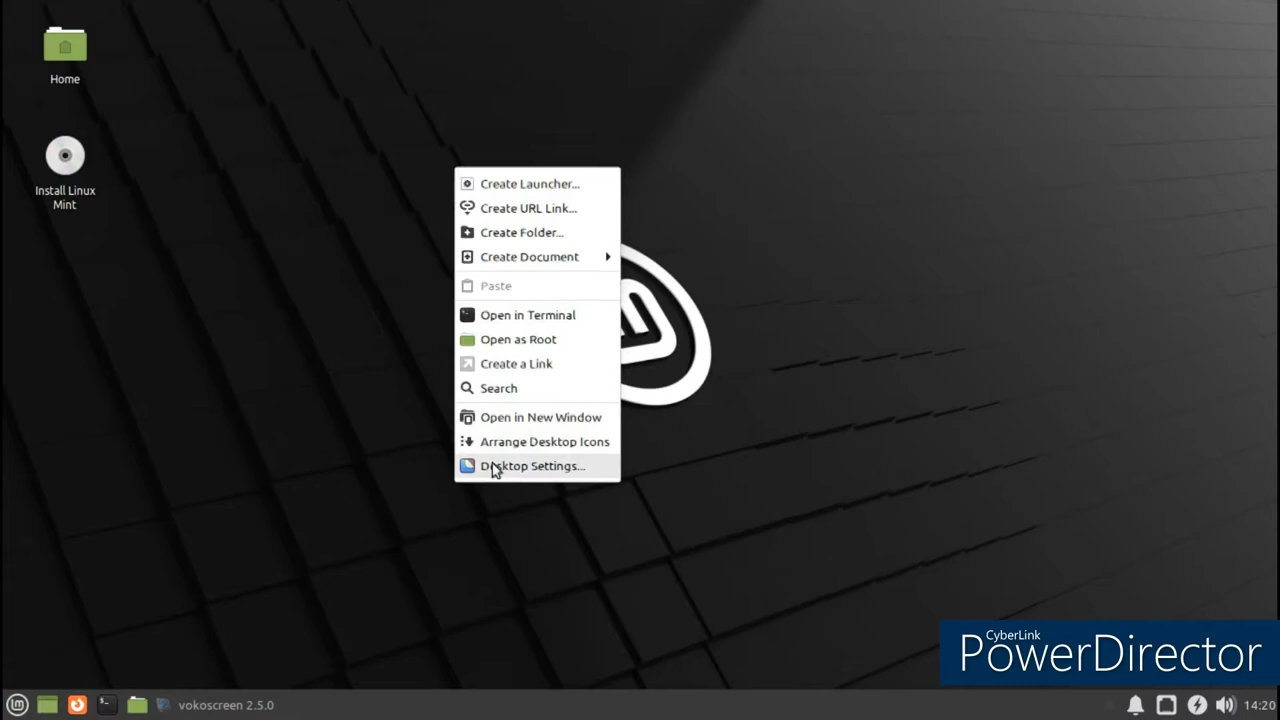 Home
Install Linux
Mint
Create Launcher...
Create URL Link...
Create Folder...
Create Document
Paste
Open in Terminal
Open as Root
Create a Link
Search
Open in New Window
Arrange Desktop Icons
Desktop Settings...
CyberLink
PowerDirector
vokoscreen 2.5.0
14:20